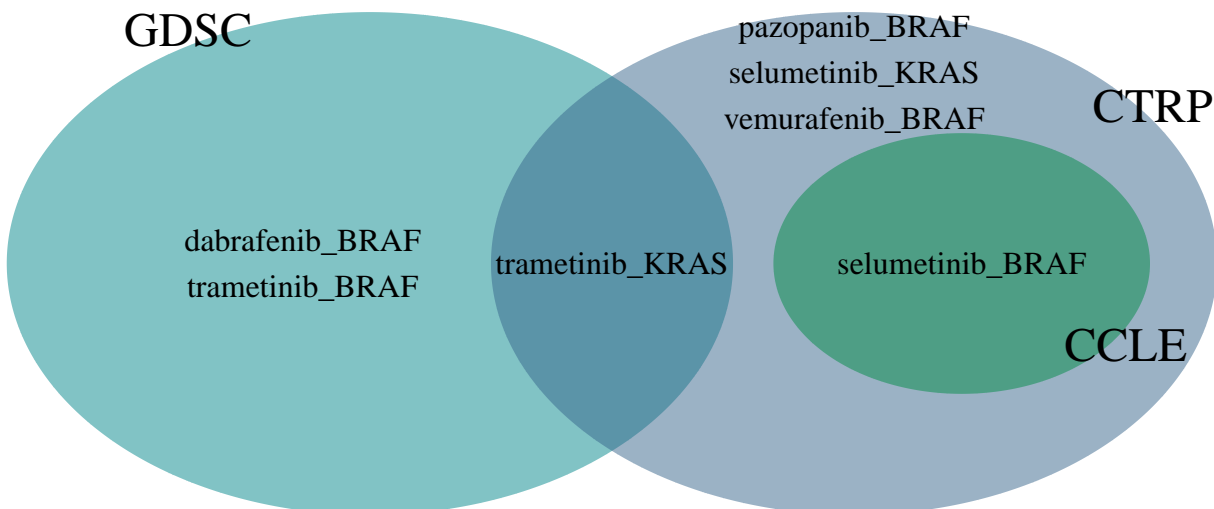 GDSC
pazopanib_BRAF
selumetinib_KRAS
CTRP
vemurafenib_BRAF
dabrafenib_BRAF
trametinib_BRAF
trametinib_KRAS
selumetinib_BRAF
CCLE